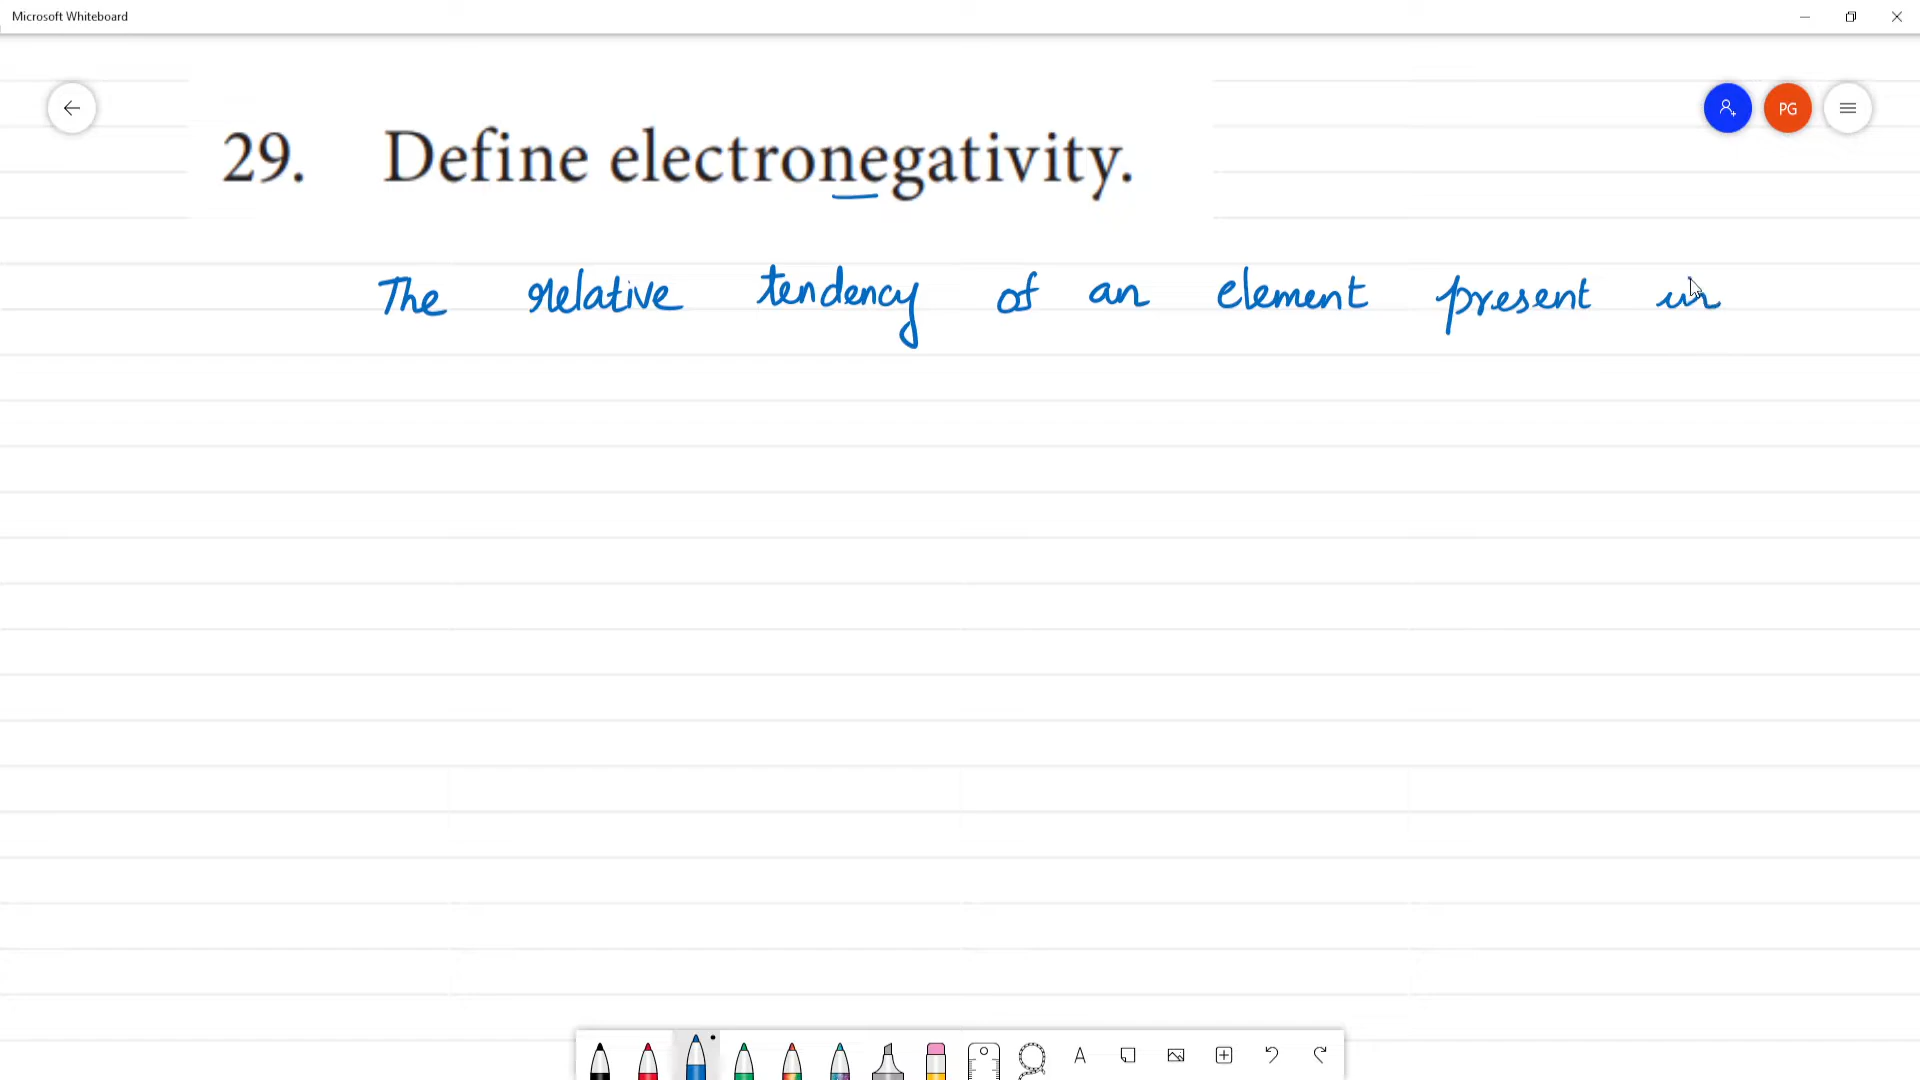 Microsoft Whiteboard
PG
29. Define electronegativity.
The relative tendency of an element present in
A